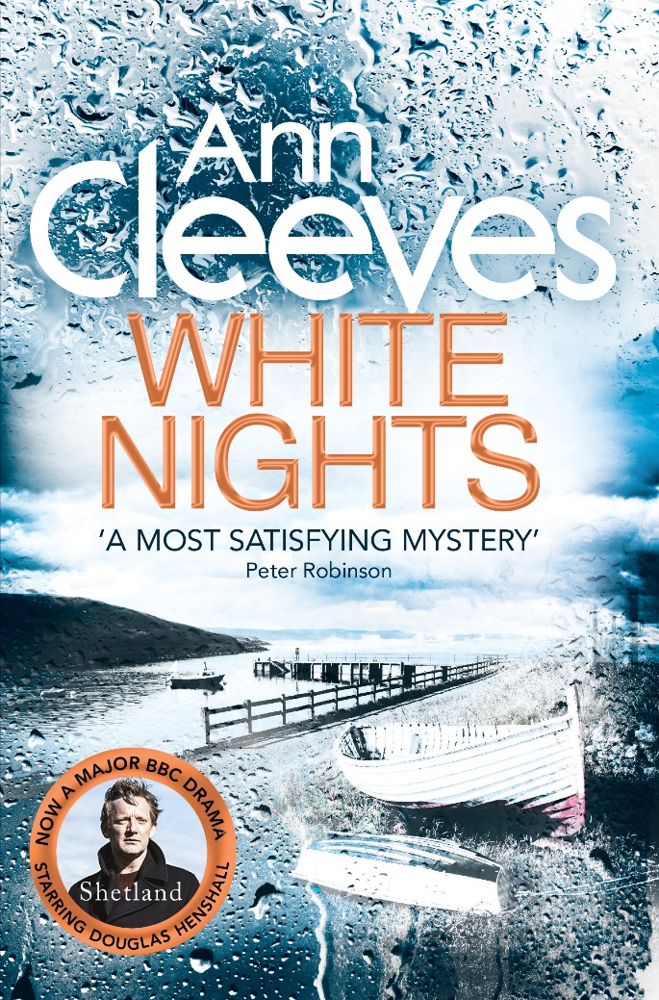 Ann
Cleeves
WHITE
NIGHTS
‘A MOST SATISFYING MYSTERY’
Peter Robinson
NOW A MAJOR BBC DRAMA
Shetland
STARRING DOUGLAS HENSHALL